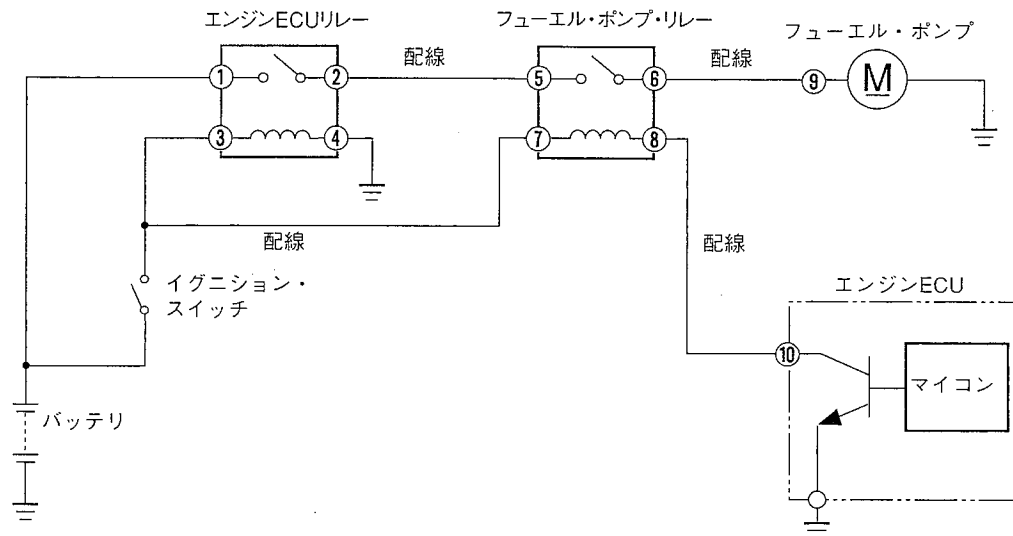 エンジンECUリレー
フューエル・ポンプ・リレー
フューエル・ポンプ
配線
配線
① ② ⑤ ⑥ ⑨ M
③ ④ ⑦ ⑧
配線
配線
イグニション・
スイッチ
エンジンECU
⑩
マイコン
バッテリ